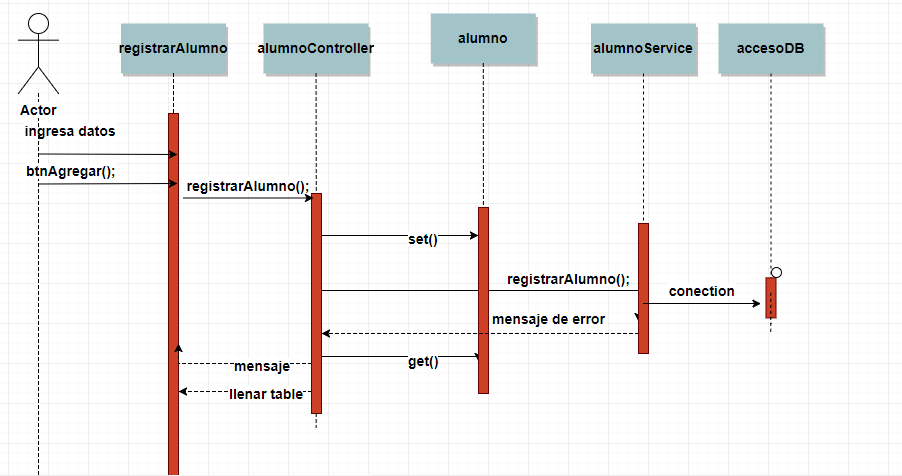 registrarAlumno
alumnoController
alumno
alumnoService
accesoDB
Actor
ingresa datos
btnAgregar();
registrarAlumno();
set()
registrarAlumno();
conection
mensaje de error
mensaje
get()
llenar table